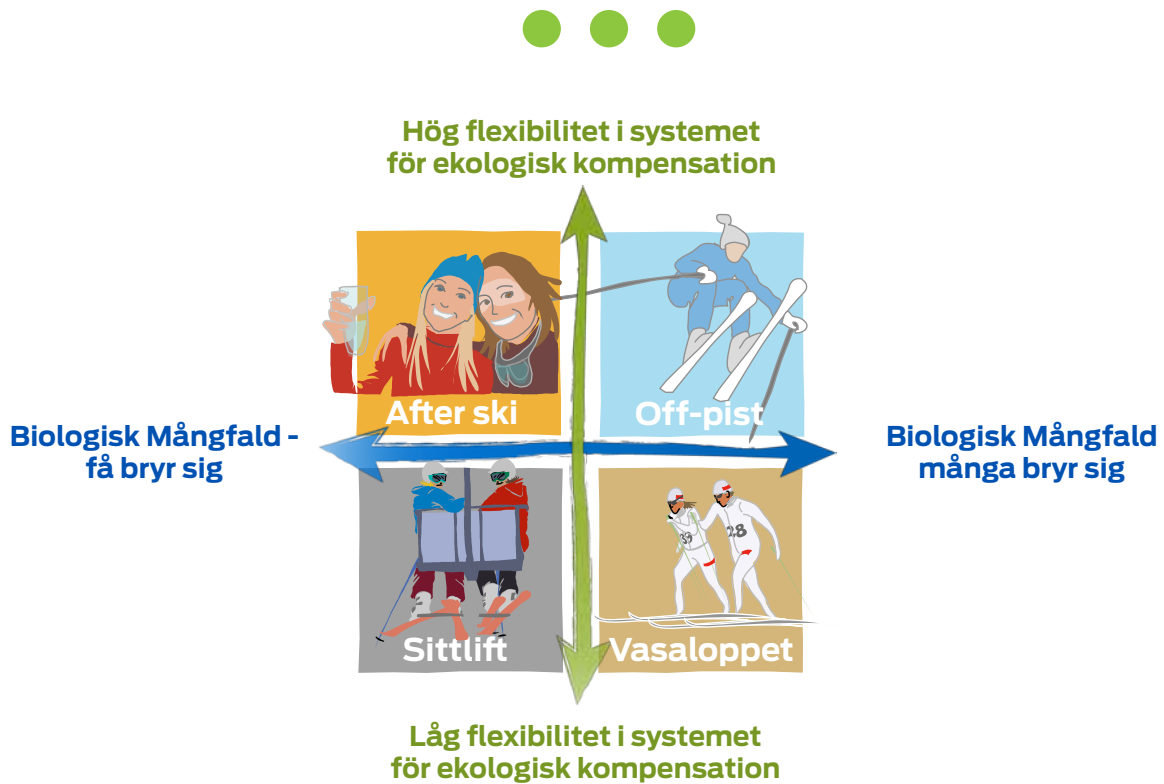 Hög flexibilitet i systemet
för ekologisk kompensation
After ski
Off-pist
Biologisk Mångfald -
få bryr sig
Biologisk Mångfald
många bryr sig
39
28
Sittlift
Vasaloppet
Låg flexibilitet i systemet
för ekologisk kompensation